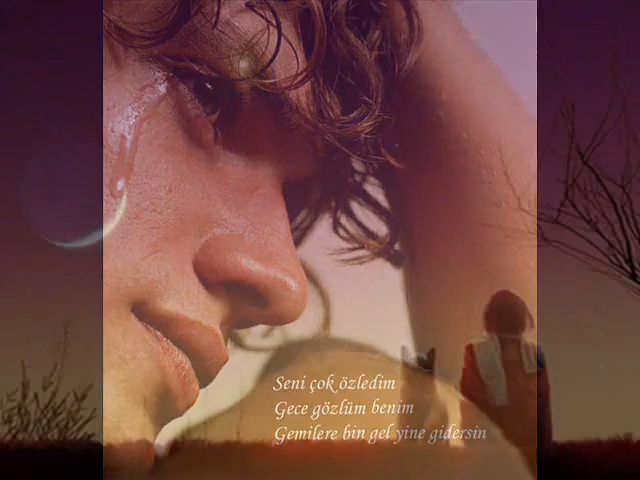 Seni çok özledim
Gece gözlüm benim
Gemilere bin gel yine gidersin